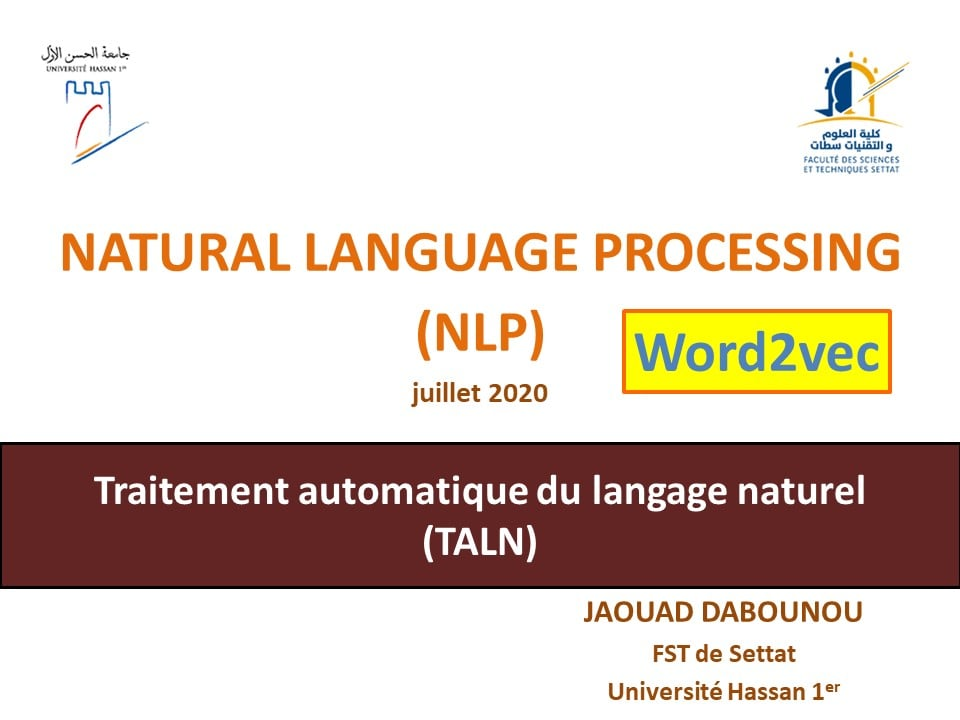 جامعة الحسن الأول
UNIVERSITÉ HASSAN 1er
كلية العلوم
و التقنيات سطات
FACULTÉ DES SCIENCES
ET TECHNIQUES SETTAT
NATURAL LANGUAGE PROCESSING
(NLP)
Word2vec
juillet 2020
Traitement automatique du langage naturel
(TALN)
JAOUAD DABOUNOU
FST de Settat
Université Hassan 1er